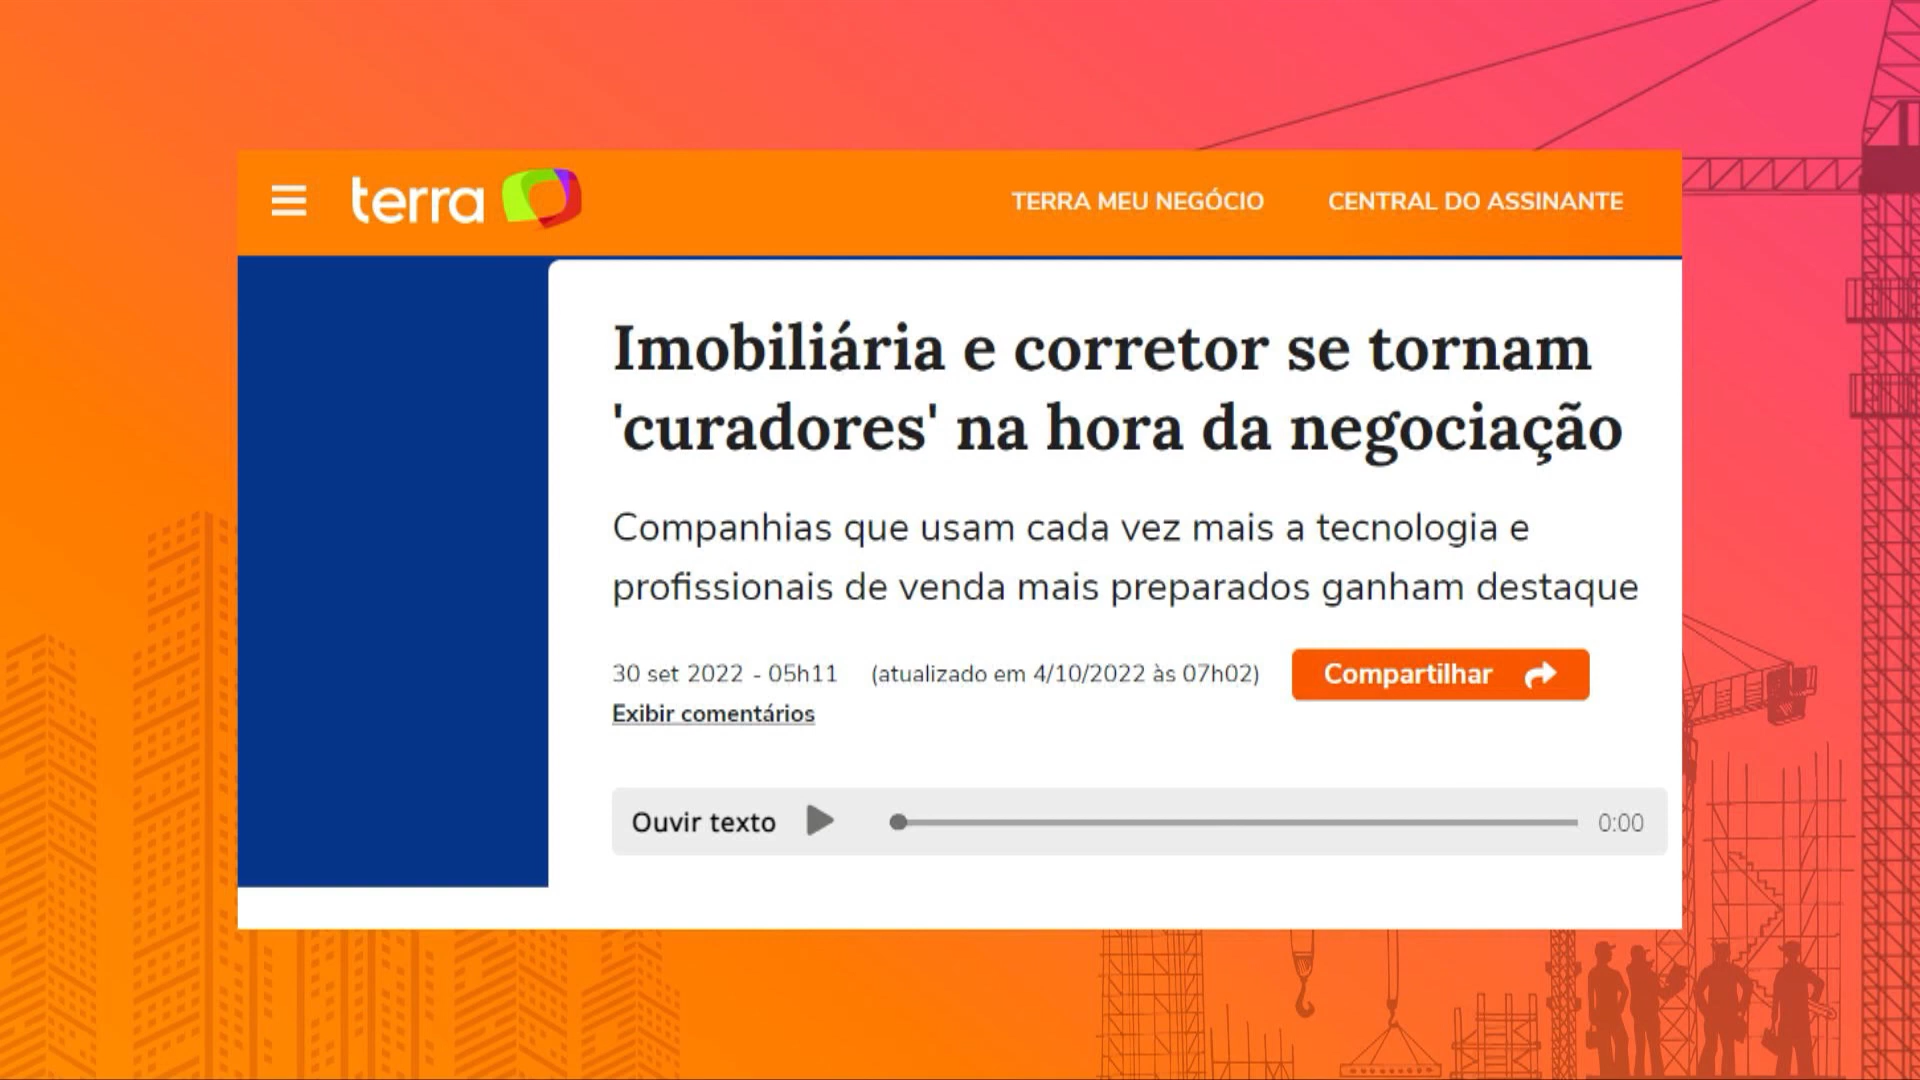 terra
TERRA MEU NEGÓCIO
CENTRAL DO ASSINANTE
Imobiliária e corretor se tornam
'curadores' na hora da negociação
Companhias que usam cada vez mais a tecnologia e
profissionais de venda mais preparados ganham destaque
30 set 2022 - 05h11 (atualizado em 4/10/2022 às 07h02)
Compartilhar
Exibir comentários
Ouvir texto
0:00